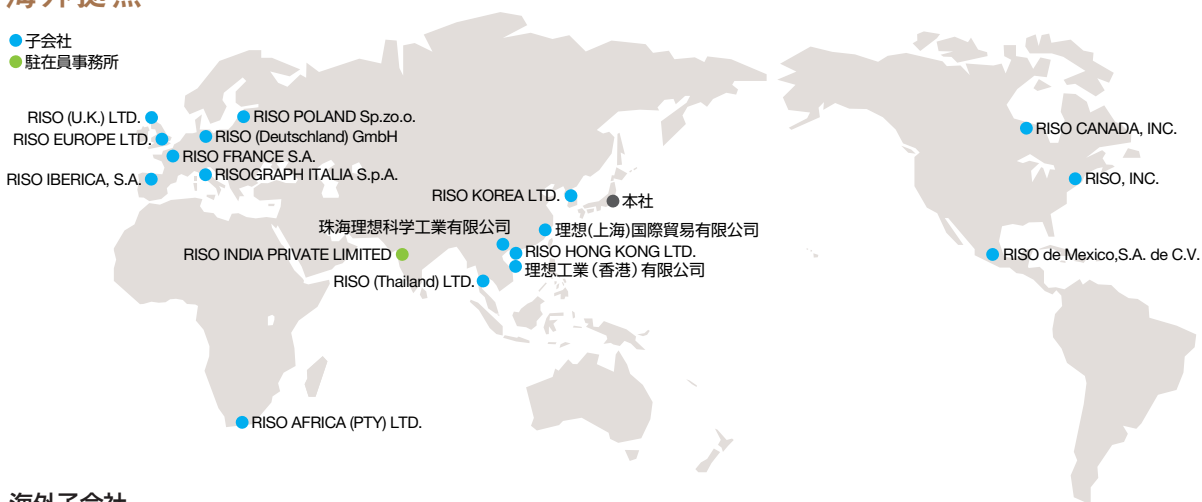 海外拠点
子会社
駐在員事務所
RISO (U.K.) LTD.
RISO POLAND Sp.zo.o.
RISO EUROPE LTD.
RISO (Deutschland) GmbH
RISO FRANCE S.A.
RISO IBERICA, S.A.
RISOGRAPH ITALIA S.p.A.
RISO CANADA, INC.
RISO, INC.
RISO KOREA LTD.
本社
珠海理想科学工業有限公司
理想(上海)国際貿易有限公司
RISO INDIA PRIVATE LIMITED
RISO HONG KONG LTD.
理想工業(香港)有限公司
RISO (Thailand) LTD.
RISO de Mexico,S.A. de C.V.
RISO AFRICA (PTY) LTD.
海外子会社